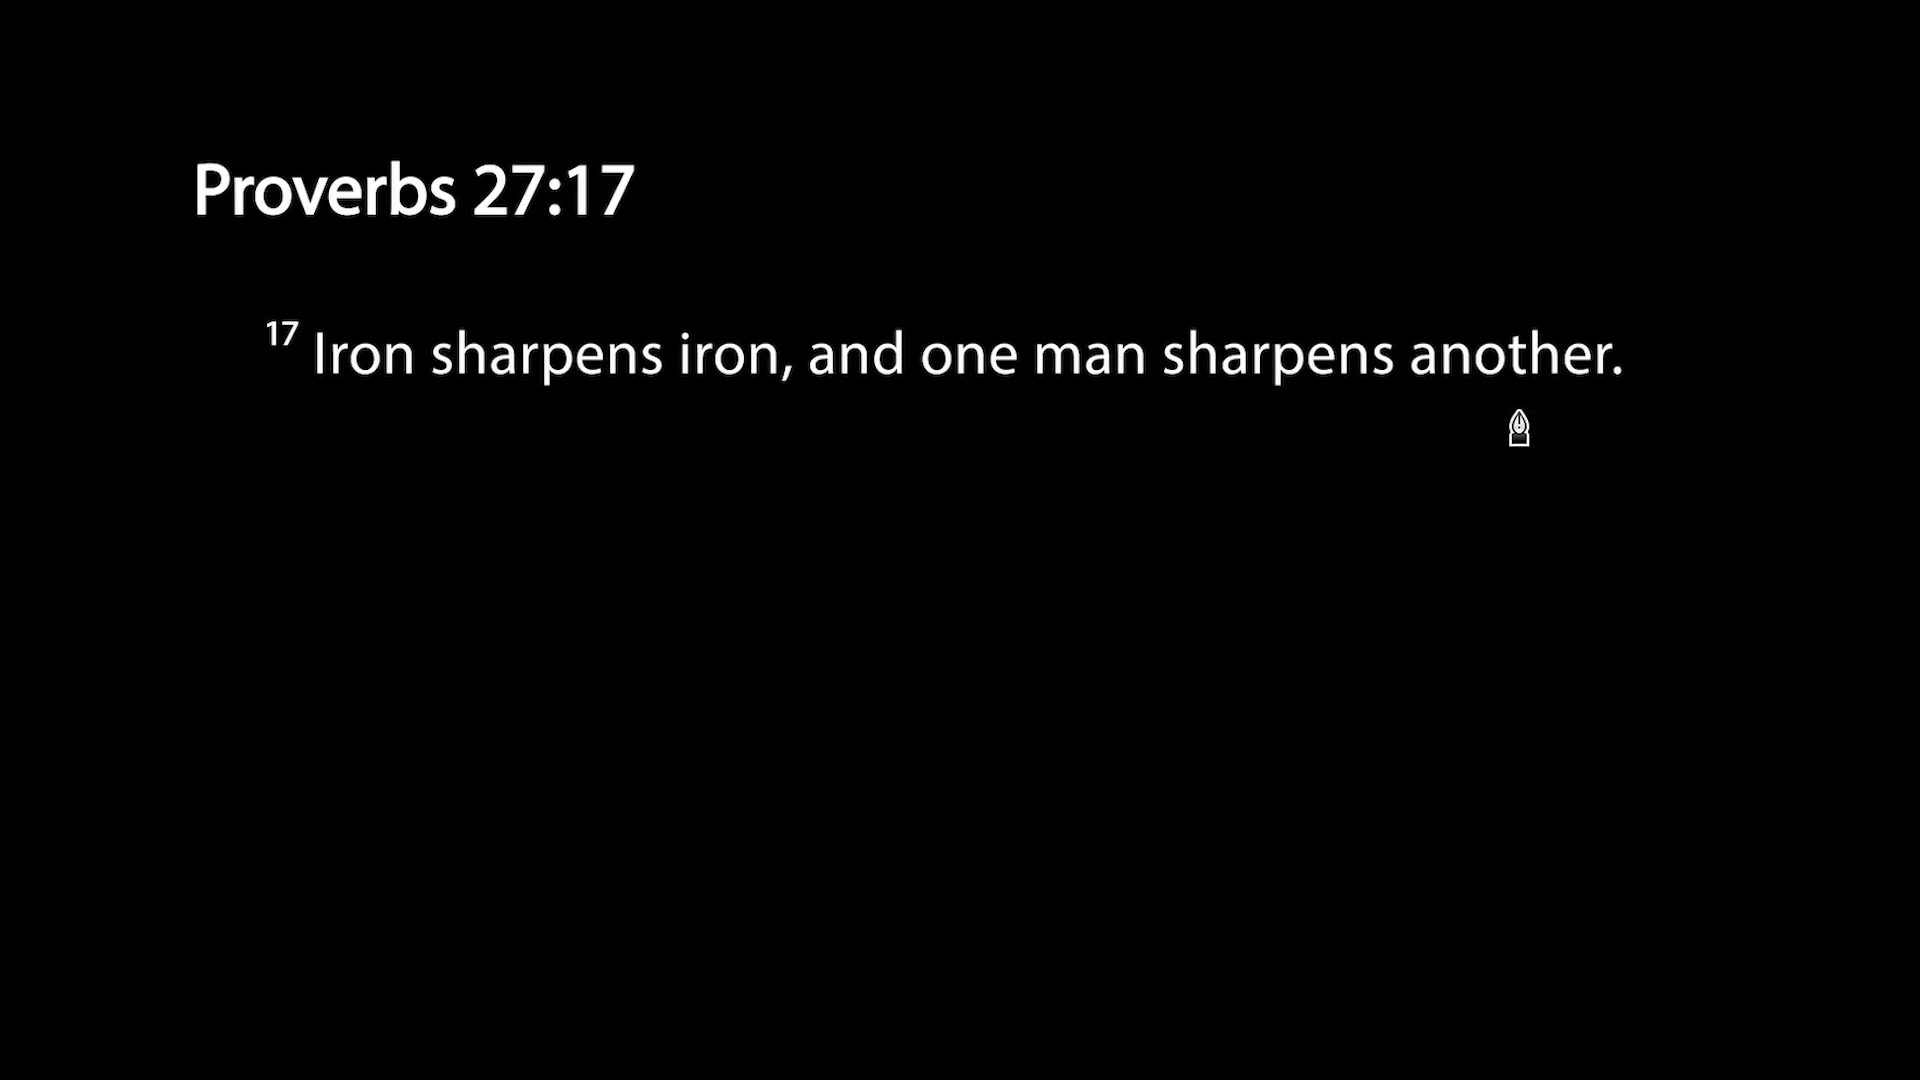 Proverbs 27:17
17 Iron sharpens iron, and one man sharpens another.